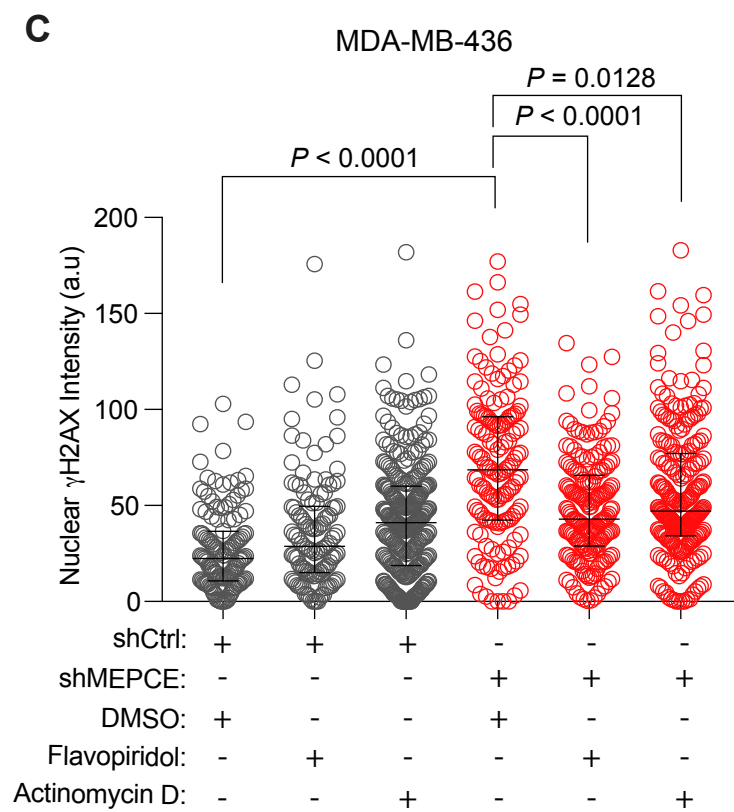 C
MDA-MB-436
P = 0.0128
P < 0.0001
P < 0.0001
200
150
100
50
0
Nuclear γH2AX Intensity (a.u)
shCtrl: + + + - - -
shMEPCE: - - - + + +
DMSO: + - - + - -
Flavopiridol: - + - - + -
Actinomycin D: - - + - - +